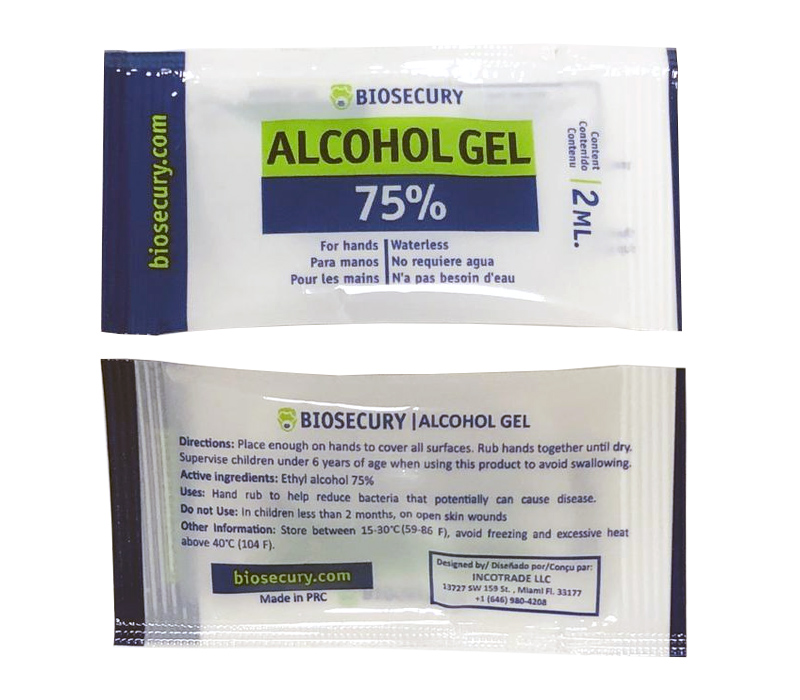 biosecury.com
BIOSECURY
ALCOHOL GEL
75%
For hands | Waterless
Para manos | No requiere agua
Pour les mains | N'a pas besoin d'eau
Content
Contenido
Contenu
2 ML.
BIOSECURY | ALCOHOL GEL
Directions: Place enough on hands to cover all surfaces. Rub hands together until dry.
Supervise children under 6 years of age when using this product to avoid swallowing.
Active ingredients: Ethyl alcohol 75%
Uses: Hand rub to help reduce bacteria that potentially can cause disease.
Do not Use: In children less than 2 months, on open skin wounds
Other Information: Store between 15-30°C(59-86 F), avoid freezing and excessive heat
above 40°C (104 F).
biosecury.com
Made in PRC
Designed by/ Diseñado por/Conçu par:
INCOTRADE LLC
13727 SW 159 St. , Miami Fl. 33177
+1 (646) 980-4208